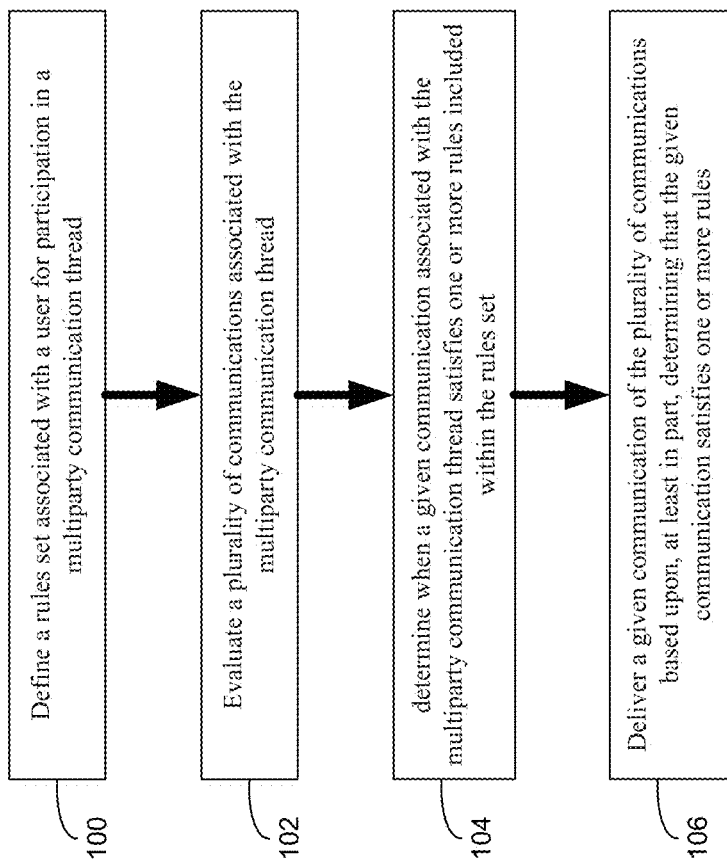 Define a rules set associated with a user for participation in a
multiparty communication thread
100
Evaluate a plurality of communications associated with the
multiparty communication thread
102
determine when a given communication associated with the
multiparty communication thread satisfies one or more rules included
within the rules set
104
Deliver a given communication of the plurality of communications
based upon, at least in part, determining that the given
communication satisfies one or more rules
106